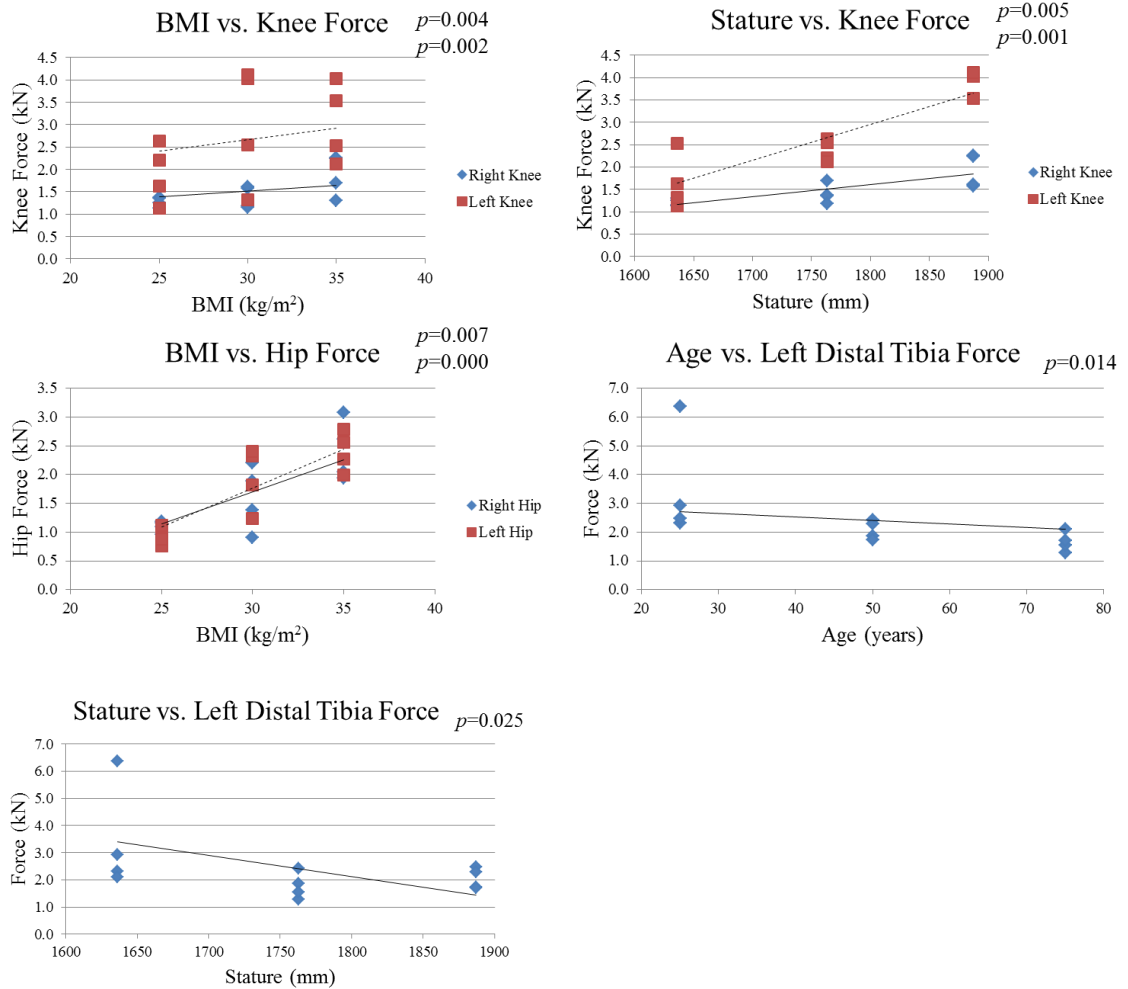 BMI vs. Knee Force
p=0.004
p=0.002
Knee Force (kN)
4.5
4.0
3.5
3.0
2.5
2.0
1.5
1.0
0.5
0.0
20 25 30 35 40
BMI (kg/m²)
Right Knee
Left Knee
Stature vs. Knee Force
p=0.005
p=0.001
Knee Force (kN)
4.5
4.0
3.5
3.0
2.5
2.0
1.5
1.0
0.5
0.0
1600 1650 1700 1750 1800 1850 1900
Stature (mm)
Right Knee
Left Knee
BMI vs. Hip Force
p=0.007
p=0.000
Hip Force (kN)
3.5
3.0
2.5
2.0
1.5
1.0
0.5
0.0
20 25 30 35 40
BMI (kg/m²)
Right Hip
Left Hip
Age vs. Left Distal Tibia Force
p=0.014
Force (kN)
7.0
6.0
5.0
4.0
3.0
2.0
1.0
0.0
20 30 40 50 60 70 80
Age (years)
Stature vs. Left Distal Tibia Force
p=0.025
Force (kN)
7.0
6.0
5.0
4.0
3.0
2.0
1.0
0.0
1600 1650 1700 1750 1800 1850 1900
Stature (mm)